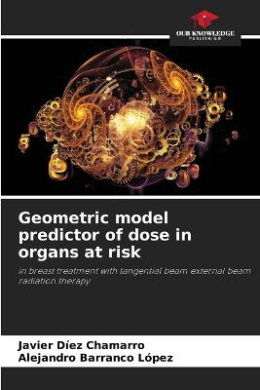 OUR KNOWLEDGE
PUBLISHING
Geometric model
predictor of dose in
organs at risk
in breast treatment with tangential beam external beam
radiation therapy
Javier Díez Chamarro
Alejandro Barranco López